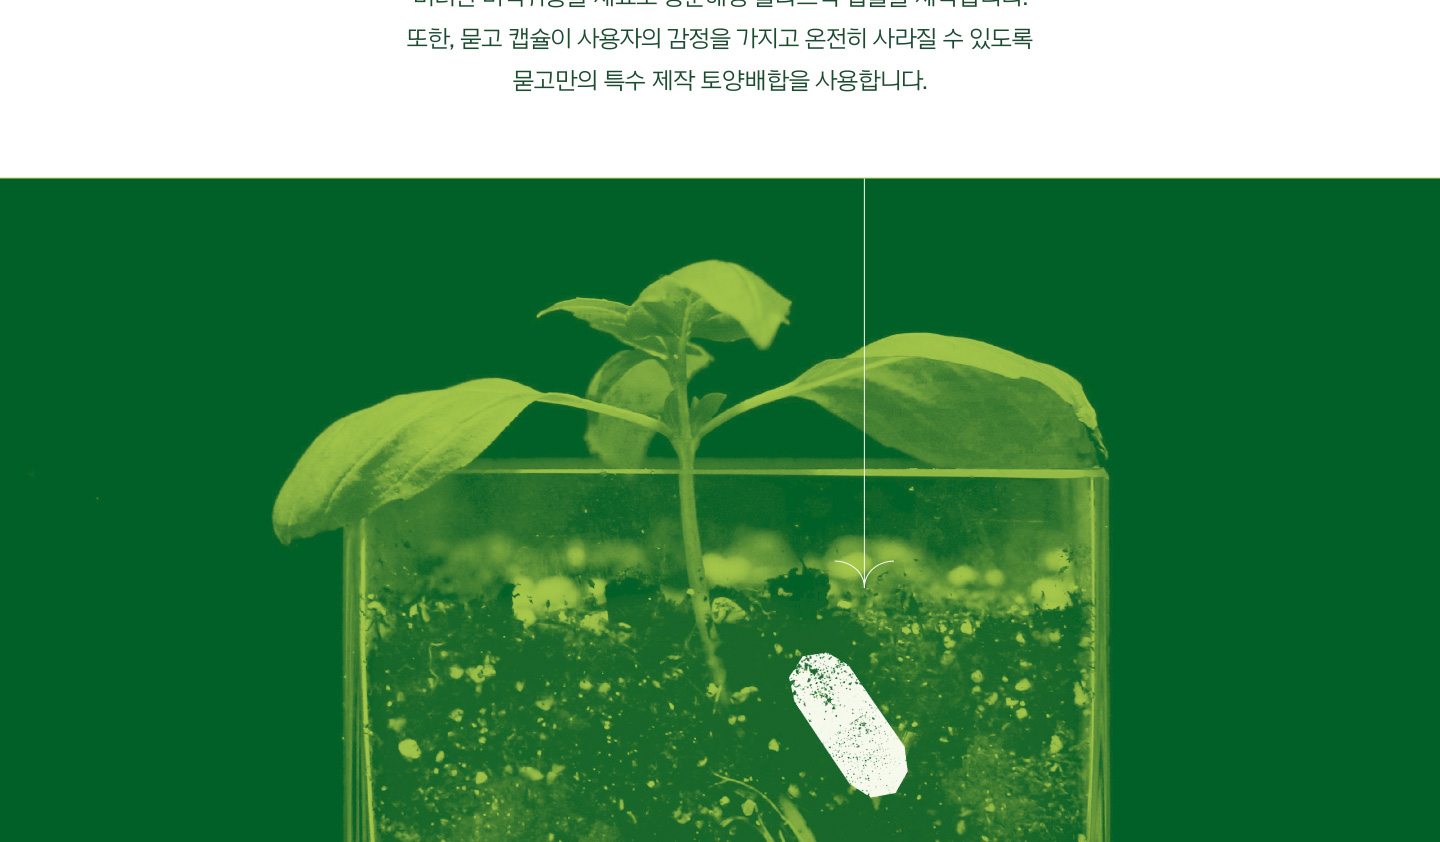 또한, 묻고 캡슐이 사용자의 감정을 가지고 온전히 사라질 수 있도록
묻고만의 특수 제작 토양배합을 사용합니다.